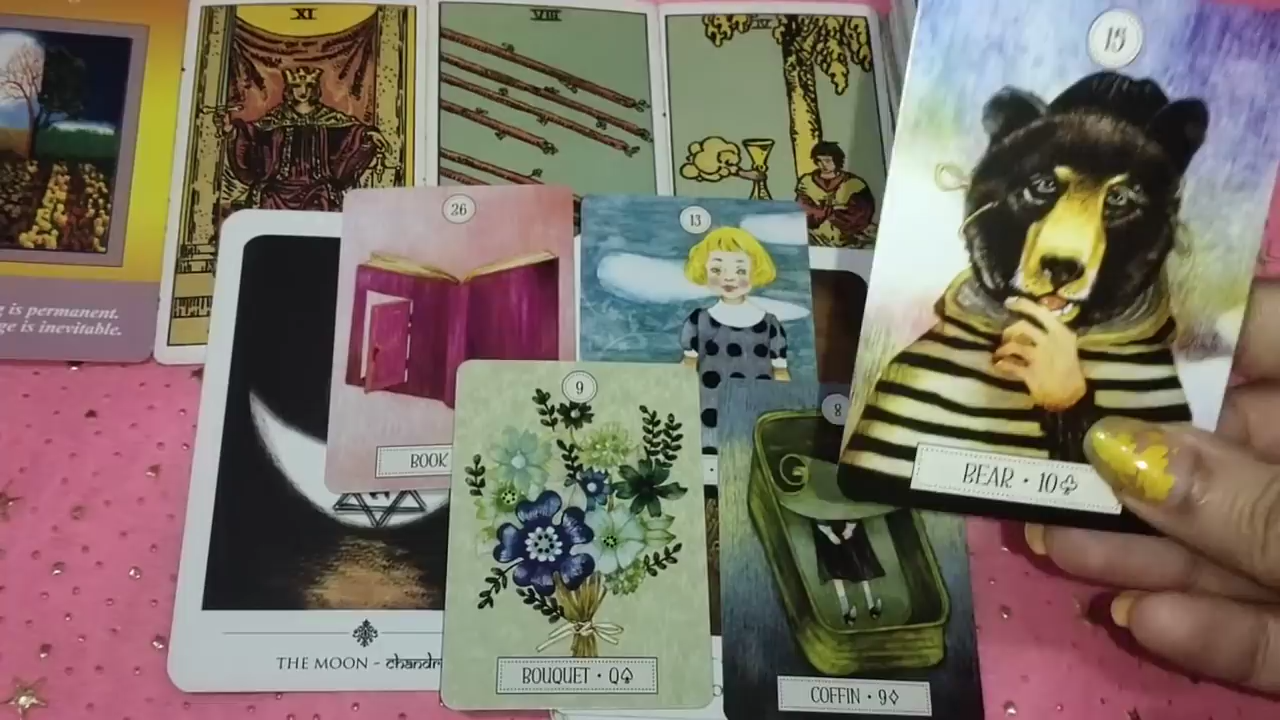 XI
VIII
15
26
13
g is permanent.
ge is inevitable.
9
8
BOOK
BEAR • 10♣
THE MOON - chandr
BOUQUET • Q♠
COFFIN • 9♦